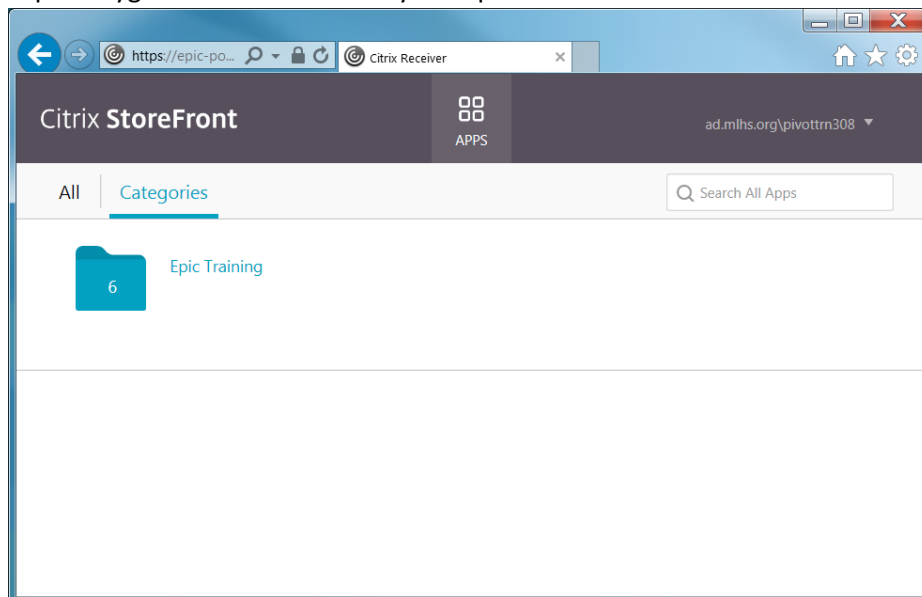 https://epic-po...
Citrix Receiver
Citrix StoreFront
APPS
ad.mlhs.org\pivottrn308
All
Categories
Search All Apps
6
Epic Training